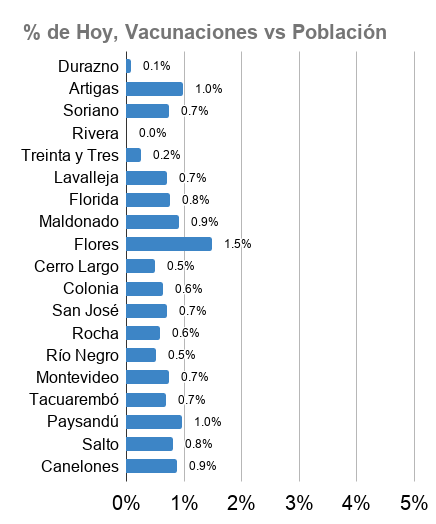 % de Hoy, Vacunaciones vs Población
Durazno 0.1%
Artigas 1.0%
Soriano 0.7%
Rivera 0.0%
Treinta y Tres 0.2%
Lavalleja 0.7%
Florida 0.8%
Maldonado 0.9%
Flores 1.5%
Cerro Largo 0.5%
Colonia 0.6%
San José 0.7%
Rocha 0.6%
Río Negro 0.5%
Montevideo 0.7%
Tacuarembó 0.7%
Paysandú 1.0%
Salto 0.8%
Canelones 0.9%
0% 1% 2% 3% 4% 5%